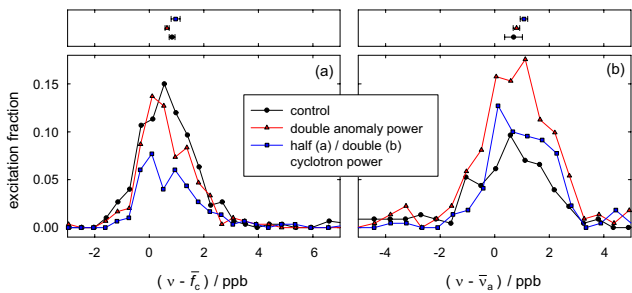 (a)
(b)
0.15
0.10
0.05
0.00
excitation fraction
control
double anomaly power
half (a) / double (b)
cyclotron power
-2 0 2 4 6
-4 -2 0 2 4
( ν - f̅c ) / ppb
( ν - ν̅a ) / ppb